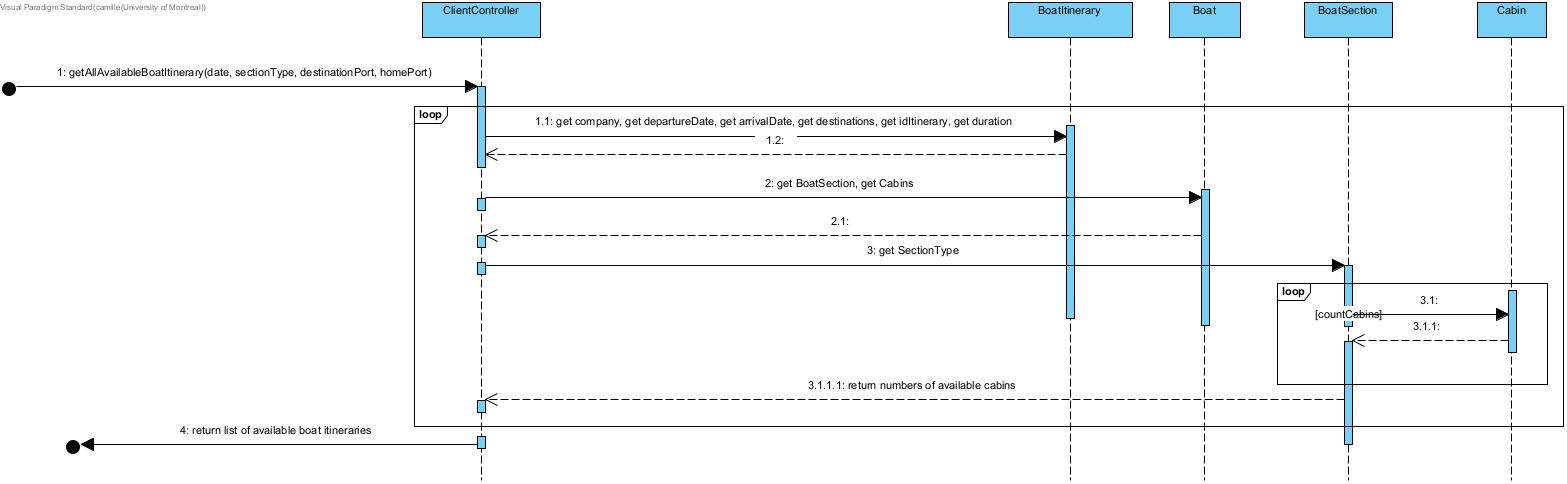 Visual Paradigm Standard(camille(University of Montreal))
ClientController
BoatItinerary
Boat
BoatSection
Cabin
1: getAllAvailableBoatItinerary(date, sectionType, destinationPort, homePort)
loop
1.1: get company, get departureDate, get arrivalDate, get destinations, get idItinerary, get duration
1.2:
2: get BoatSection, get Cabins
2.1:
3: get SectionType
loop
3.1:
[countCabins]
3.1.1:
3.1.1.1: return numbers of available cabins
4: return list of available boat itineraries